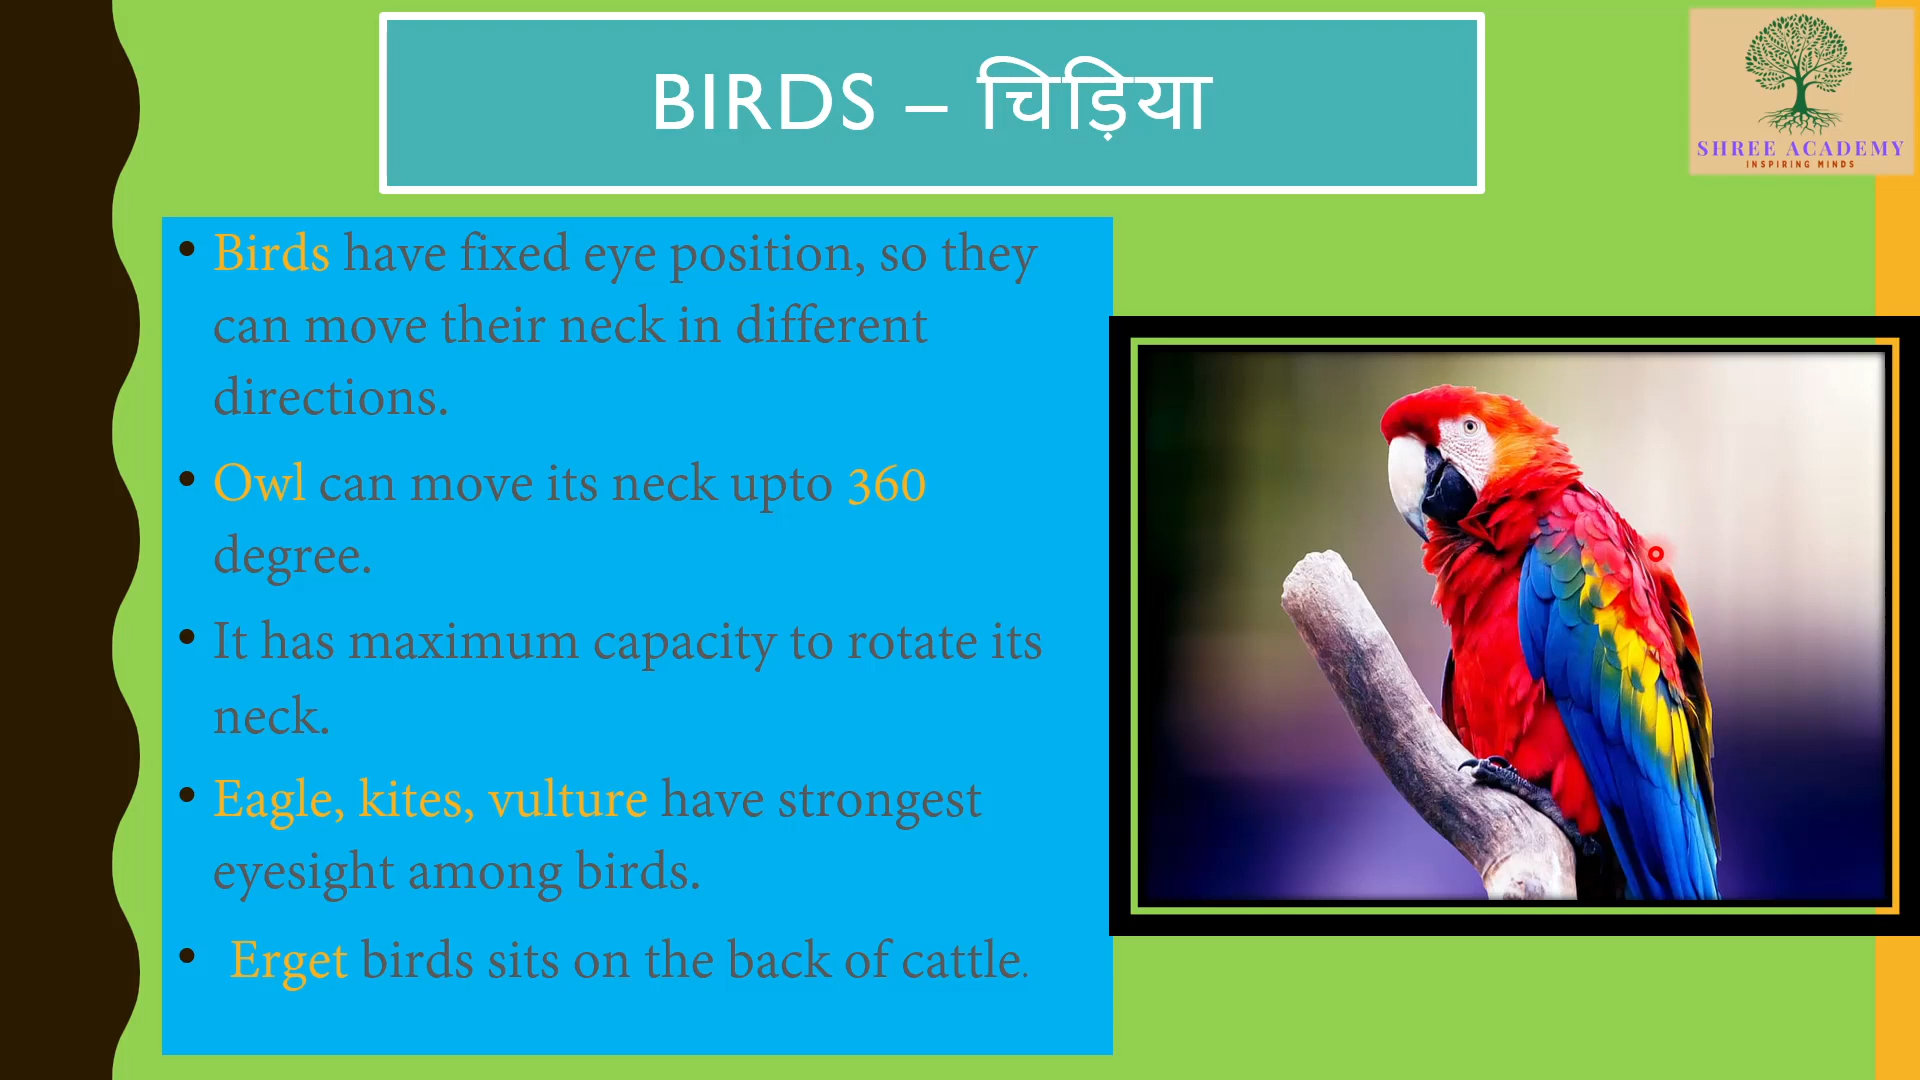 BIRDS – चिड़िया
SHREE ACADEMY
INSPIRING MINDS
• Birds have fixed eye position, so they
can move their neck in different
directions.
• Owl can move its neck upto 360
degree.
• It has maximum capacity to rotate its
neck.
• Eagle, kites, vulture have strongest
eyesight among birds.
• Erget birds sits on the back of cattle.